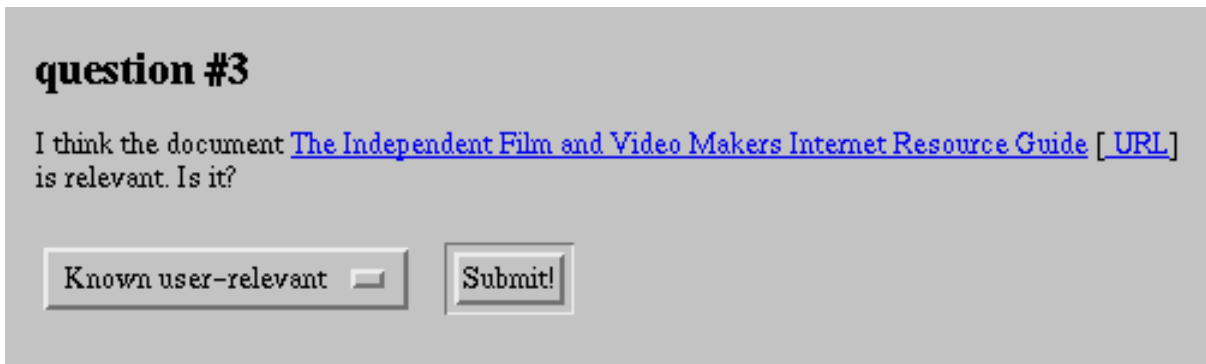 question #3
I think the document The Independent Film and Video Makers Internet Resource Guide [ URL]
is relevant. Is it?
Known user-relevant
Submit!